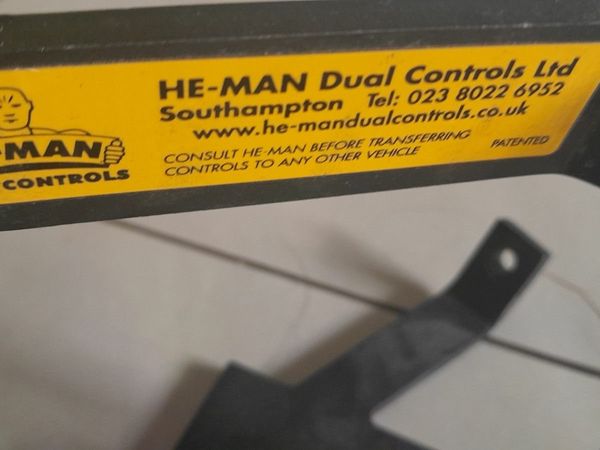 HE-MAN Dual Controls Ltd
Southampton Tel: 023 8022 6952
www.he-mandualcontrols.co.uk
CONSULT HE-MAN BEFORE TRANSFERRING
CONTROLS TO ANY OTHER VEHICLE
PATENTED
-MAN
CONTROLS